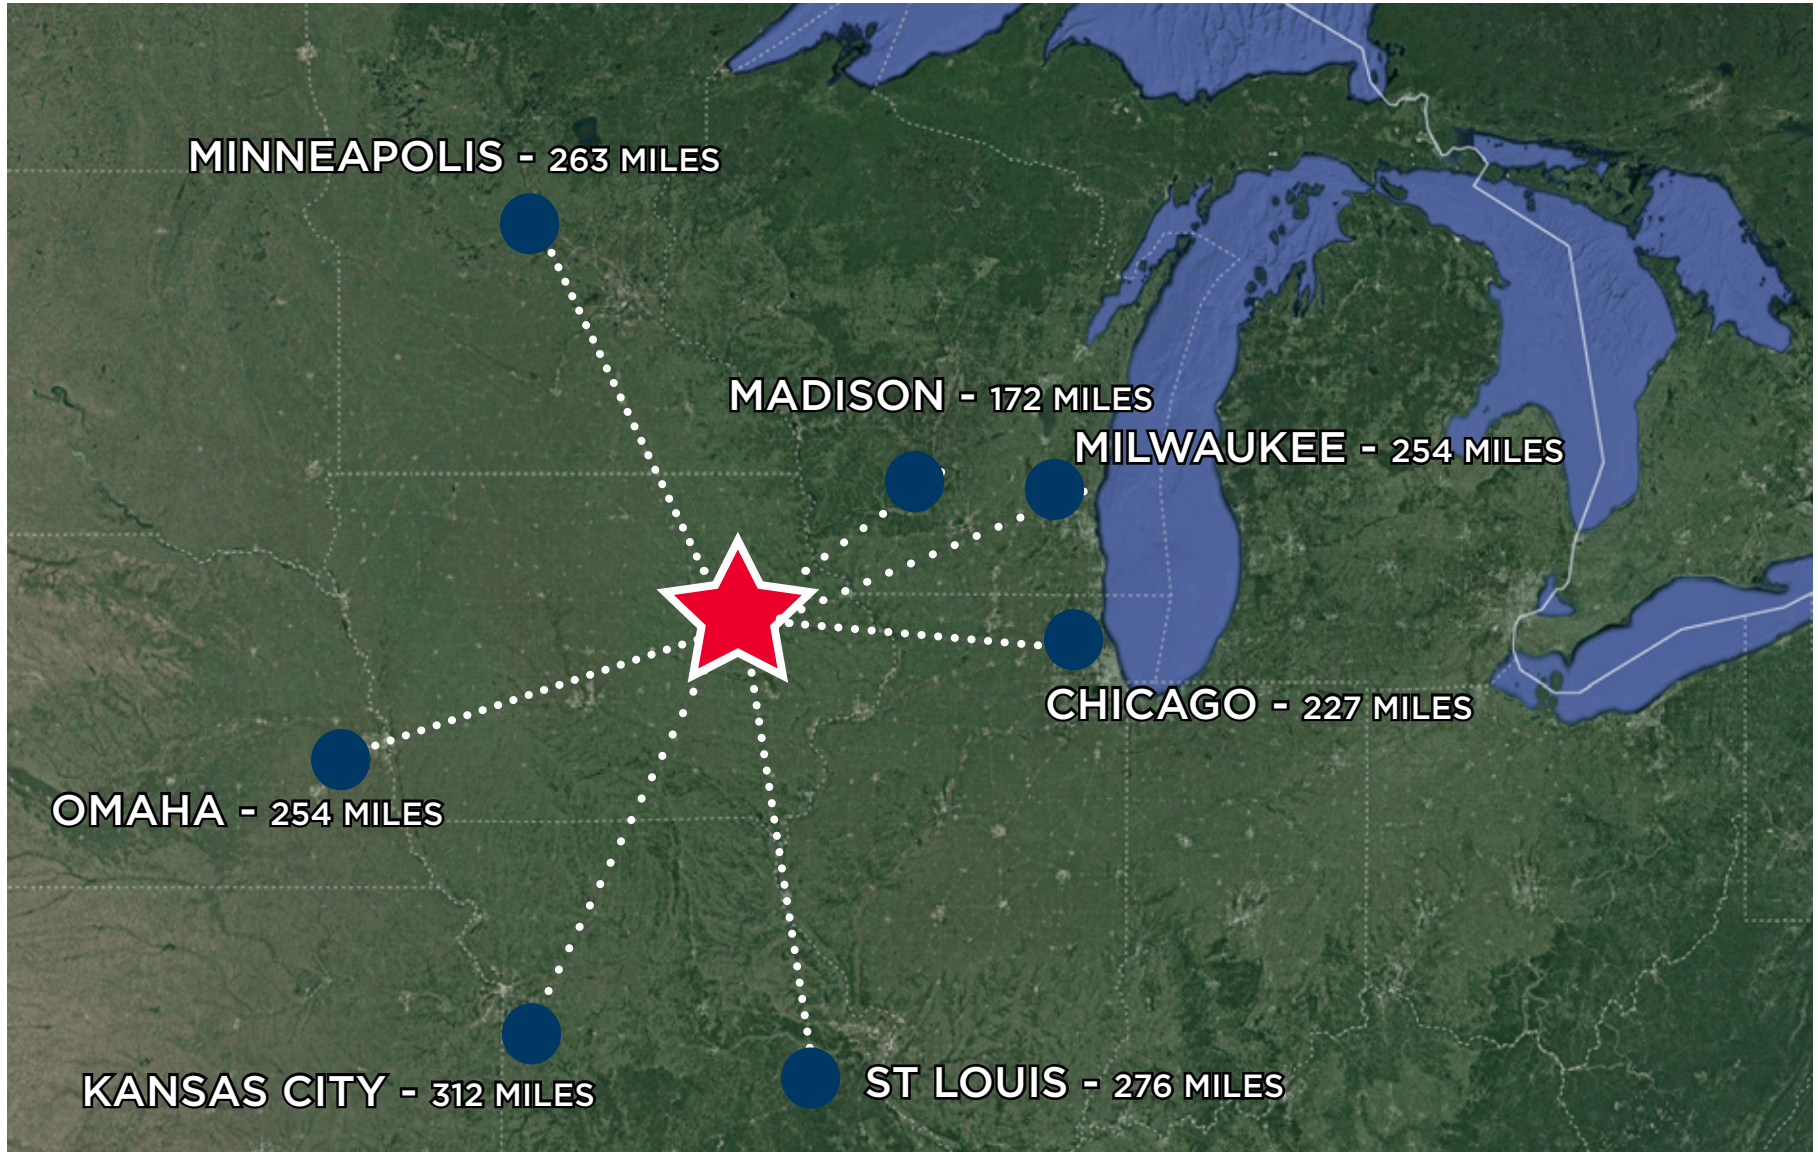 MINNEAPOLIS - 263 MILES
MADISON - 172 MILES
MILWAUKEE - 254 MILES
CHICAGO - 227 MILES
OMAHA - 254 MILES
KANSAS CITY - 312 MILES
ST LOUIS - 276 MILES